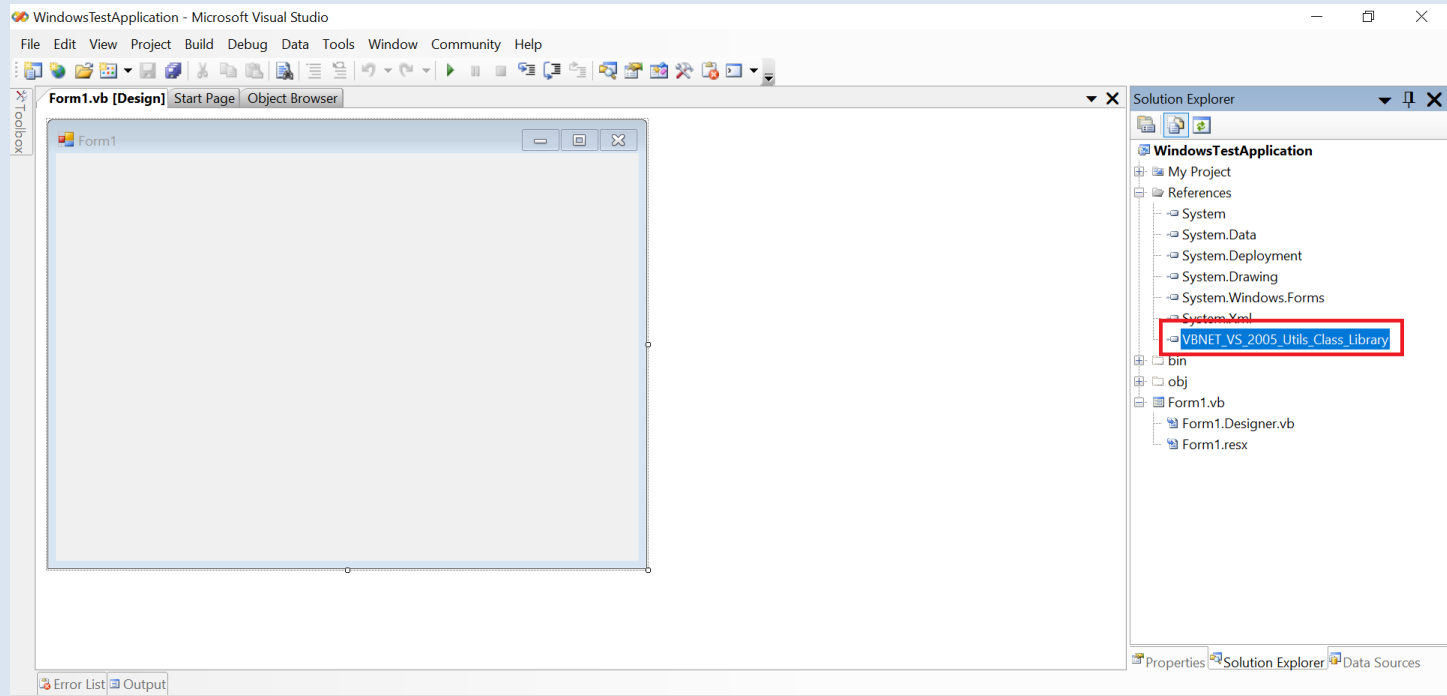 WindowsTestApplication - Microsoft Visual Studio
File Edit View Project Build Debug Data Tools Window Community Help
Toolbox
Form1.vb [Design] Start Page Object Browser
Form1
Solution Explorer
WindowsTestApplication
My Project
References
System
System.Data
System.Deployment
System.Drawing
System.Windows.Forms
System.Xml
VBNET_VS_2005_Utils_Class_Library
bin
obj
Form1.vb
Form1.Designer.vb
Form1.resx
Properties Solution Explorer Data Sources
Error List Output